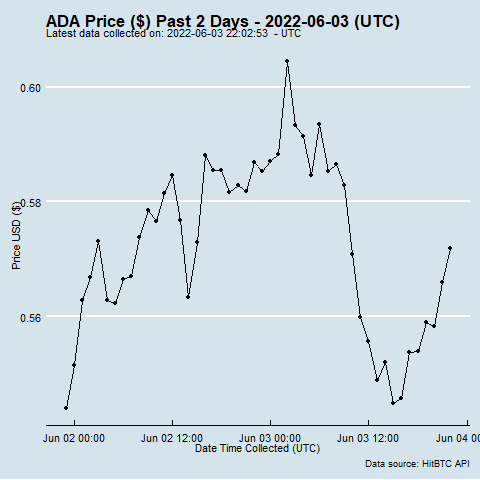 ADA Price ($) Past 2 Days - 2022-06-03 (UTC)
Latest data collected on: 2022-06-03 22:02:53 - UTC
0.60
0.58
0.56
Price USD ($)
Jun 02 00:00 Jun 02 12:00 Jun 03 00:00 Jun 03 12:00 Jun 04 00
Date Time Collected (UTC)
Data source: HitBTC API